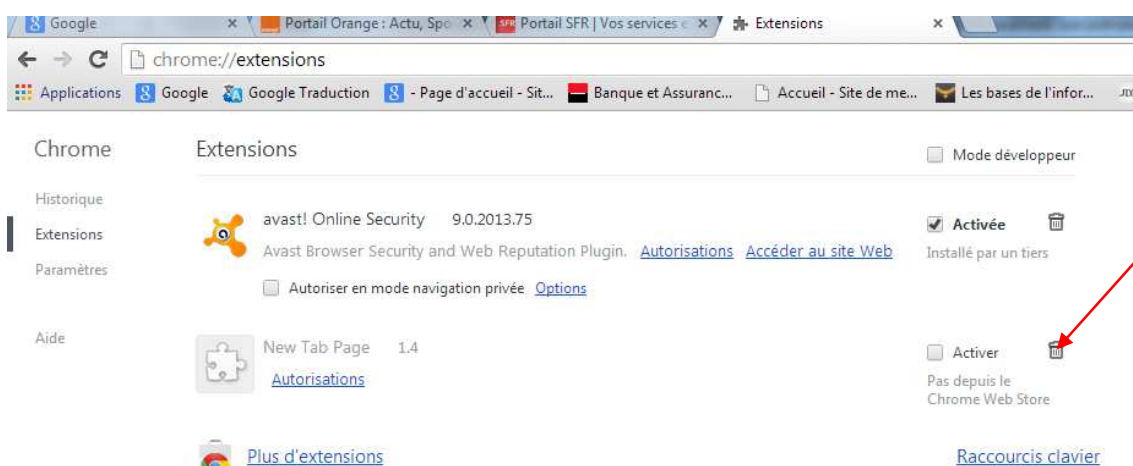 Google
Portail Orange : Actu, Spo
SFR Portail SFR | Vos services e
Extensions
chrome://extensions
Applications Google Google Traduction - Page d'accueil - Sit... Banque et Assuranc... Accueil - Site de me... Les bases de l'infor...
Chrome Extensions Mode développeur
Historique
Extensions
Paramètres
Aide
avast! Online Security 9.0.2013.75 Activée
Avast Browser Security and Web Reputation Plugin. Autorisations Accéder au site Web Installé par un tiers
Autoriser en mode navigation privée Options
New Tab Page 1.4 Activer
Autorisations Pas depuis le
Chrome Web Store
Plus d'extensions Raccourcis clavier